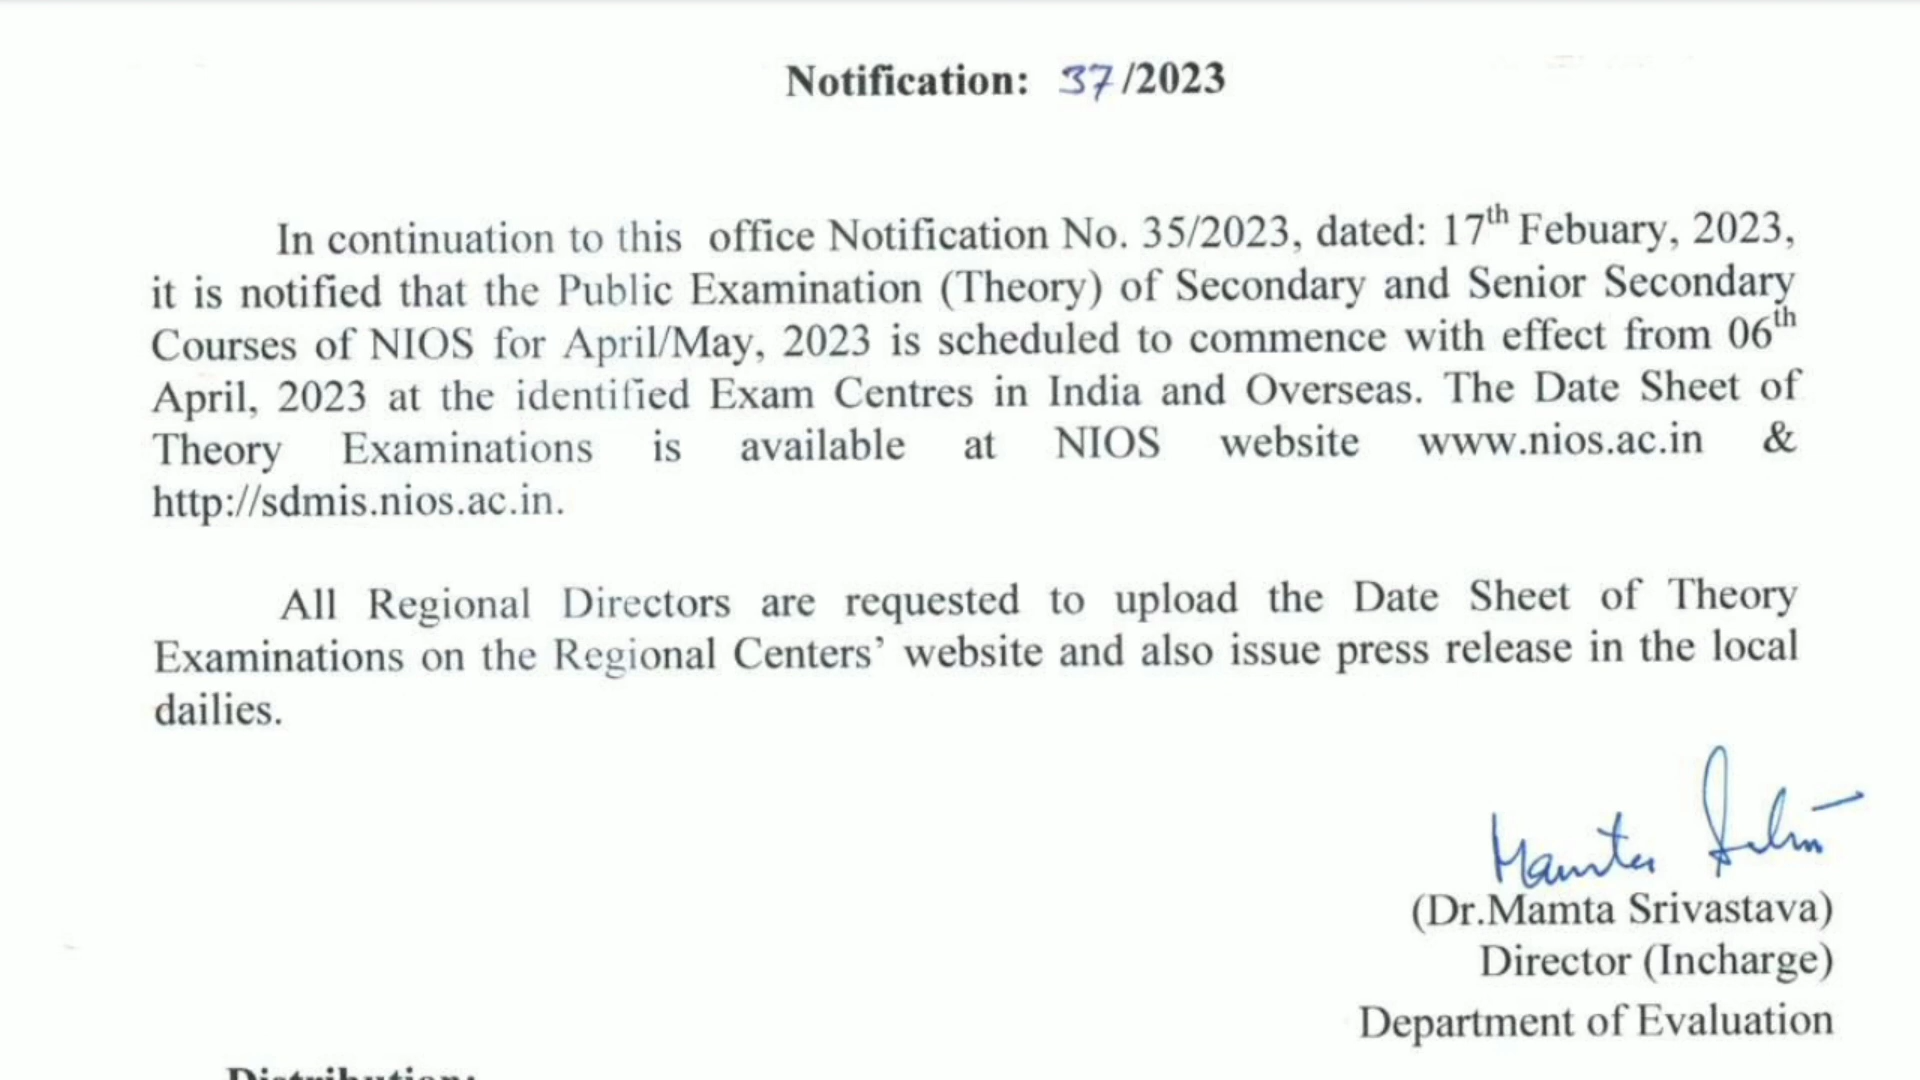 Notification: 37/2023
In continuation to this office Notification No. 35/2023, dated: 17th Febuary, 2023,
it is notified that the Public Examination (Theory) of Secondary and Senior Secondary
Courses of NIOS for April/May, 2023 is scheduled to commence with effect from 06th
April, 2023 at the identified Exam Centres in India and Overseas. The Date Sheet of
Theory Examinations is available at NIOS website www.nios.ac.in &
http://sdmis.nios.ac.in.
All Regional Directors are requested to upload the Date Sheet of Theory
Examinations on the Regional Centers’ website and also issue press release in the local
dailies.
Mamta
(Dr.Mamta Srivastava)
Director (Incharge)
Department of Evaluation
Distribution: